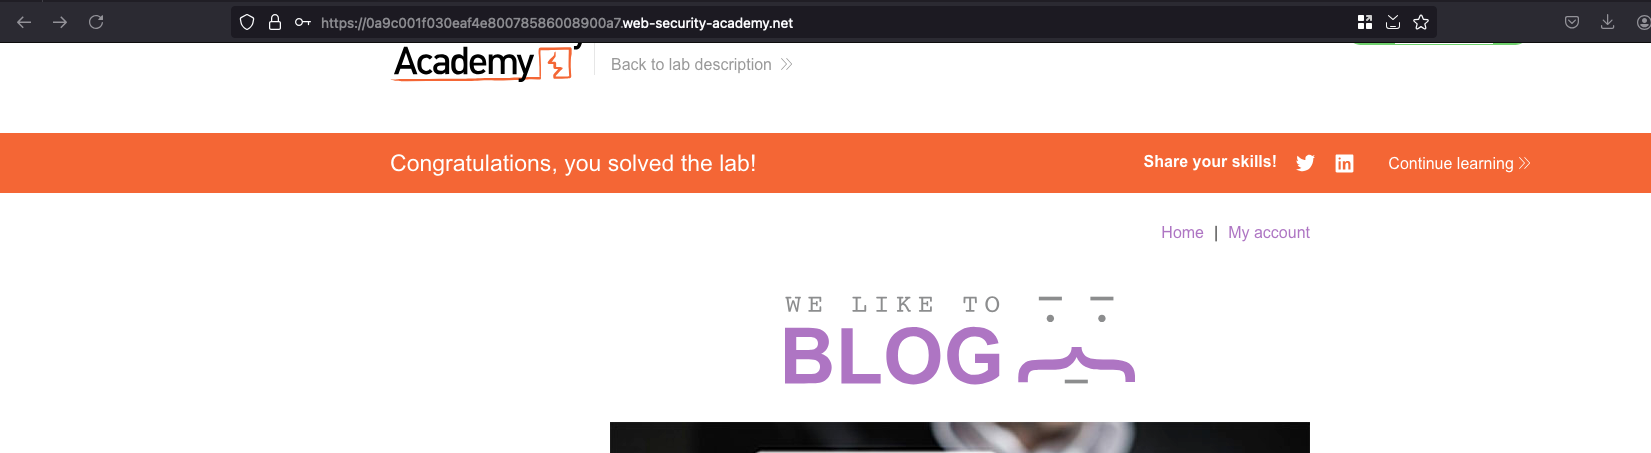 https://0a9c001f030eaf4e80078586008900a7.web-security-academy.net
Academy
Back to lab description
Congratulations, you solved the lab!
Share your skills!
Continue learning
Home | My account
WE LIKE TO
BLOG